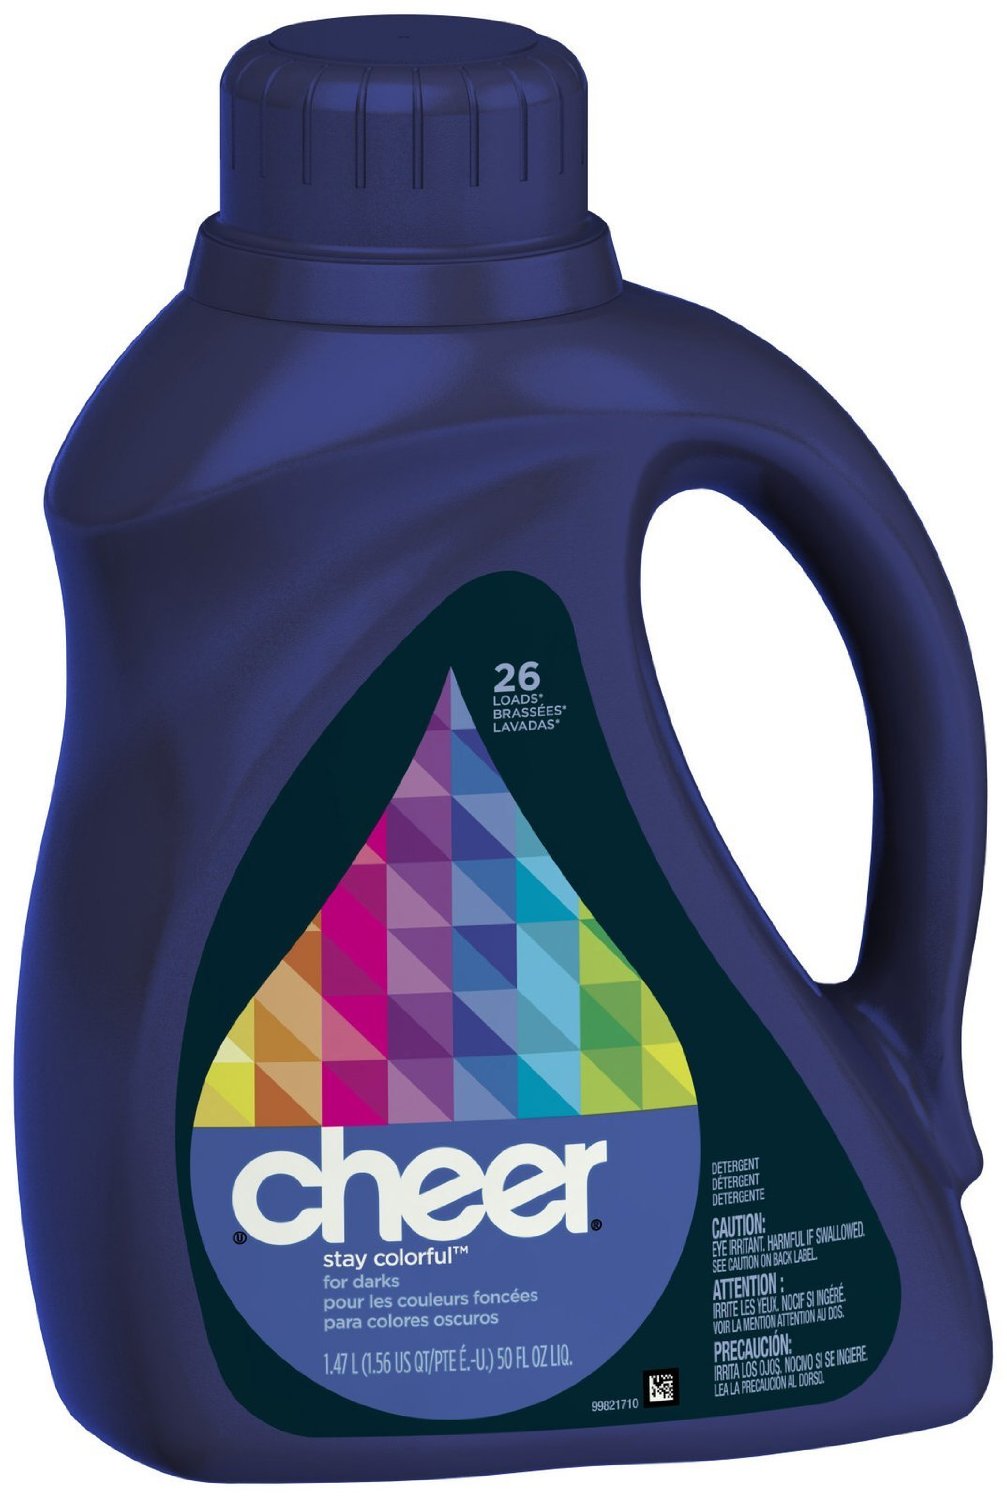 26
LOADS*
BRASSÉES*
LAVADAS*
cheer®
stay colorful™
for darks
pour les couleurs foncées
para colores oscuros
1.47 L (1.56 US QT/PTE É.-U.) 50 FL OZ LIQ.
DETERGENT
DÉTERGENT
DETERGENTE
CAUTION:
EYE IRRITANT. HARMFUL IF SWALLOWED.
SEE CAUTION ON BACK LABEL.
ATTENTION :
IRRITE LES YEUX. NOCIF SI INGÉRÉ.
VOIR LA MENTION ATTENTION AU DOS.
PRECAUCIÓN:
IRRITA LOS OJOS. NOCIVO SI SE INGIERE.
LEA LA PRECAUCIÓN AL DORSO.
99821710